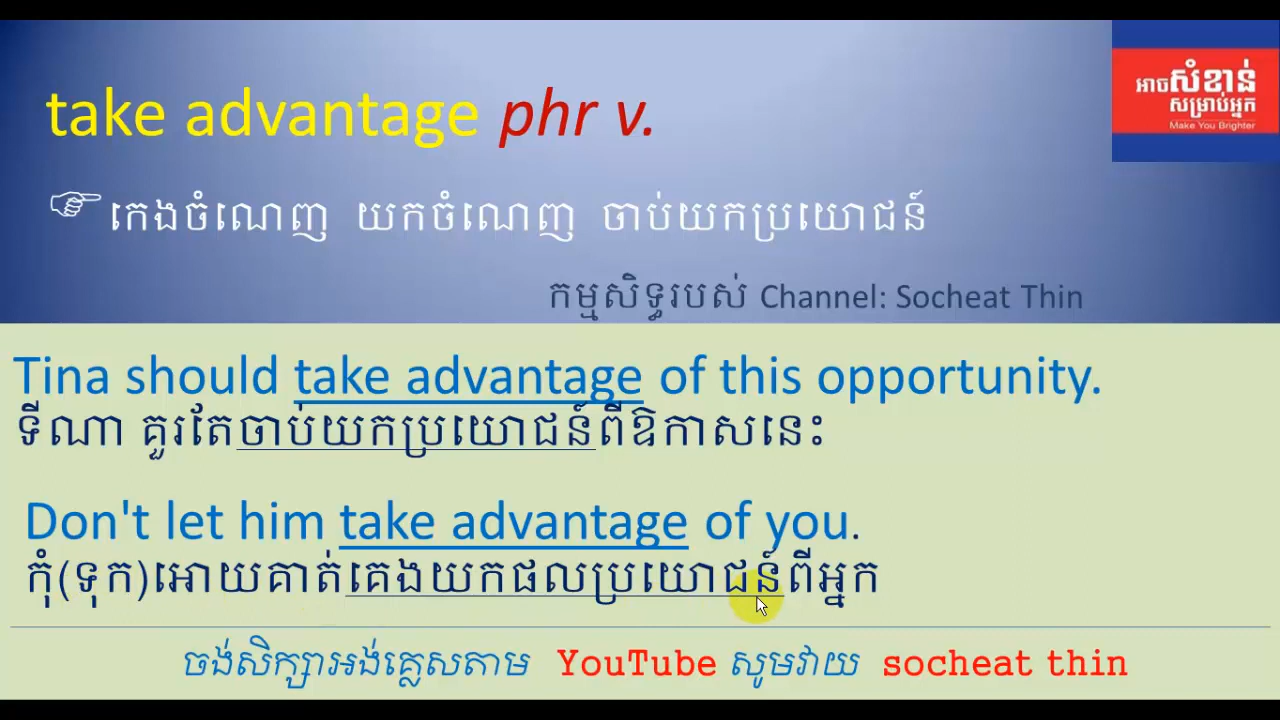 take advantage phr v.
អាចសំខាន់
សម្រាប់អ្នក
Make You Brighter
☞កេងចំណេញ យកចំណេញ ចាប់យកប្រយោជន៍
កម្មសិទ្ធរបស់ Channel: Socheat Thin
Tina should take advantage of this opportunity.
ទីណា គួរតែចាប់យកប្រយោជន៍ពីឱកាសនេះ
Don't let him take advantage of you.
កុំ(ទុក)អោយគាត់គេងយកផលប្រយោជន៍ពីអ្នក
ចង់សិក្សាអង់គ្លេសតាម YouTube សូមវាយ socheat thin